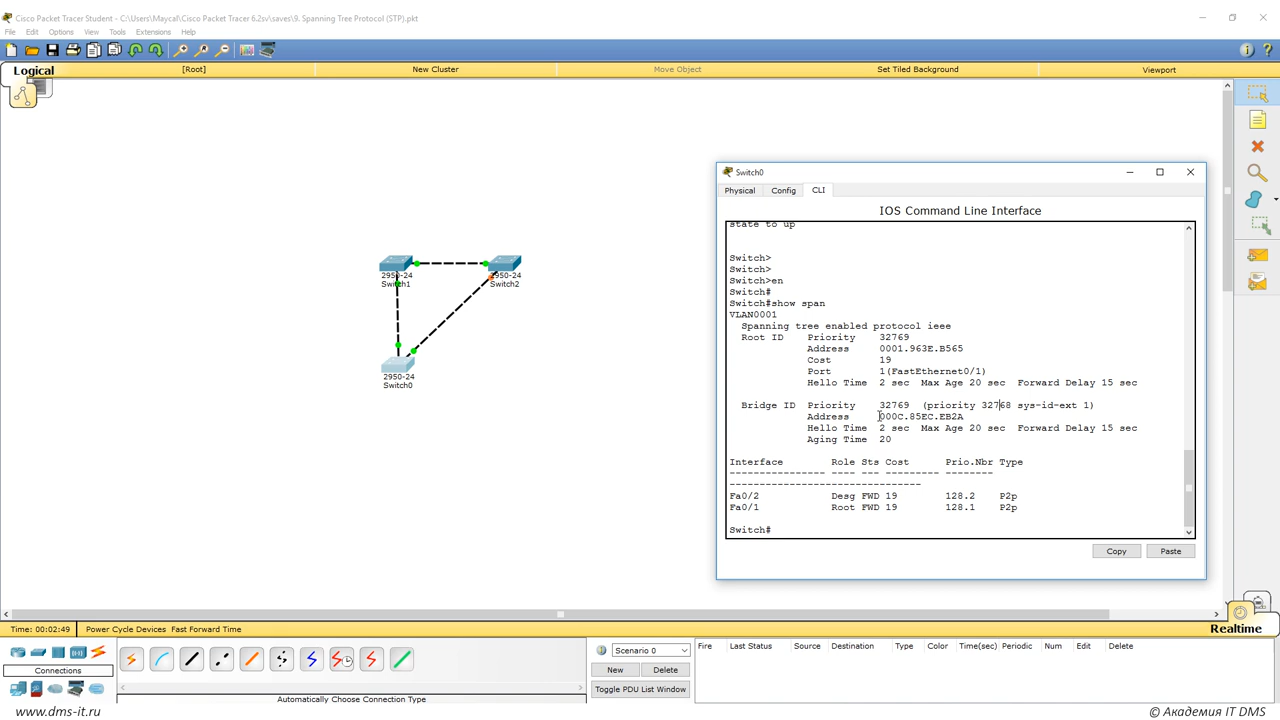 Cisco Packet Tracer Student - C:\Users\Maycal\Cisco Packet Tracer 6.2sv\saves\9. Spanning Tree Protocol (STP).pkt
File Edit Options View Tools Extensions Help
Logical [Root] New Cluster Move Object Set Tiled Background Viewport
2950-24
Switch1
2950-24
Switch2
2950-24
Switch0
Switch0
Physical Config CLI
IOS Command Line Interface
state to up
Switch>
Switch>
Switch>en
Switch#
Switch#show span
VLAN0001
Spanning tree enabled protocol ieee
Root ID Priority 32769
Address 0001.963E.B565
Cost 19
Port 1(FastEthernet0/1)
Hello Time 2 sec Max Age 20 sec Forward Delay 15 sec
Bridge ID Priority 32769 (priority 32768 sys-id-ext 1)
Address 000C.85EC.EB2A
Hello Time 2 sec Max Age 20 sec Forward Delay 15 sec
Aging Time 20
Interface Role Sts Cost Prio.Nbr Type
---------------- ---- --- --------- --------
--------------------------------
Fa0/2 Desg FWD 19 128.2 P2p
Fa0/1 Root FWD 19 128.1 P2p
Switch#
Copy Paste
Realtime
Time: 00:02:49 Power Cycle Devices Fast Forward Time
Connections
Automatically Choose Connection Type
Scenario 0
New Delete
Toggle PDU List Window
Fire Last Status Source Destination Type Color Time(sec) Periodic Num Edit Delete
www.dms-it.ru
© Академия IT DMS